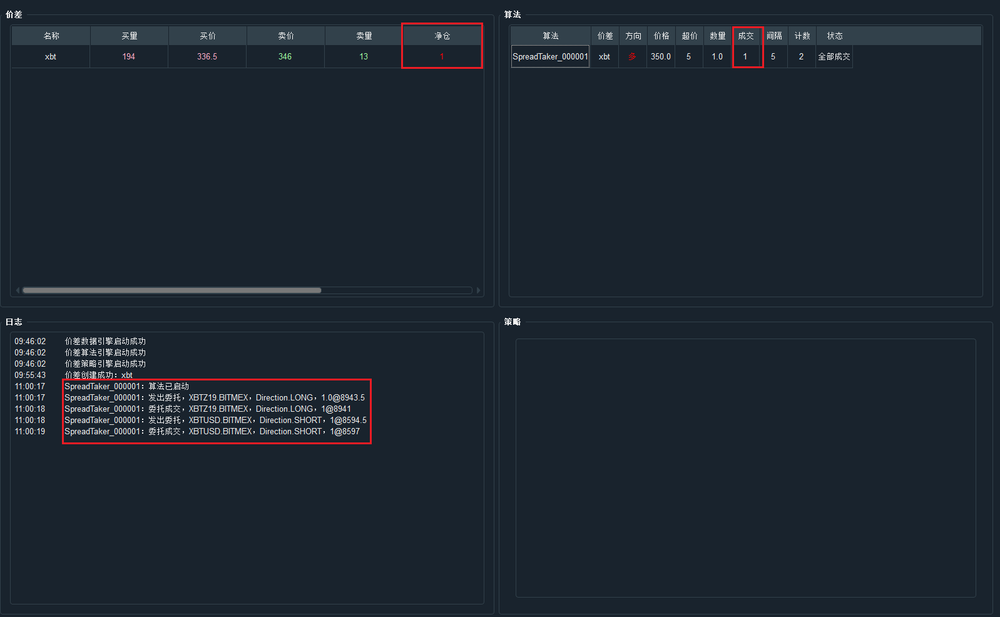 价差
名称 买量 买价 卖价 卖量 净仓
xbt 194 336.5 346 13 1
算法
算法 价差 方向 价格 超价 数量 成交 间隔 计数 状态
SpreadTaker_000001 xbt 多 350.0 5 1.0 1 5 2 全部成交
日志
09:46:02 价差数据引擎启动成功
09:46:02 价差算法引擎启动成功
09:46:02 价差策略引擎启动成功
09:55:43 价差创建成功：xbt
11:00:17 SpreadTaker_000001：算法已启动
11:00:17 SpreadTaker_000001：发出委托，XBTZ19.BITMEX，Direction.LONG，1.0@8943.5
11:00:18 SpreadTaker_000001：委托成交，XBTZ19.BITMEX，Direction.LONG，1@8941
11:00:18 SpreadTaker_000001：发出委托，XBTUSD.BITMEX，Direction.SHORT，1@8594.5
11:00:19 SpreadTaker_000001：委托成交，XBTUSD.BITMEX，Direction.SHORT，1@8597
策略